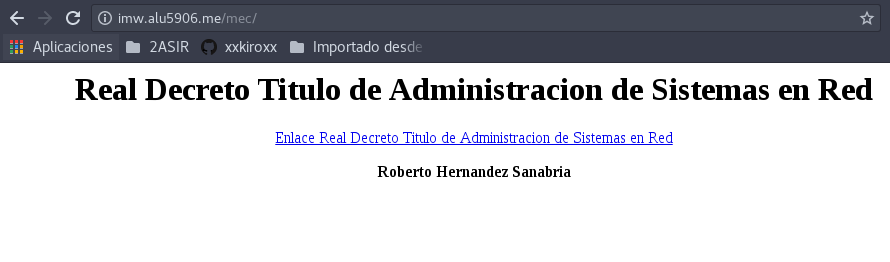 imw.alu5906.me/mec/
Aplicaciones 2ASIR xxkiroxx Importado desde
Real Decreto Titulo de Administracion de Sistemas en Red
Enlace Real Decreto Titulo de Administracion de Sistemas en Red
Roberto Hernandez Sanabria